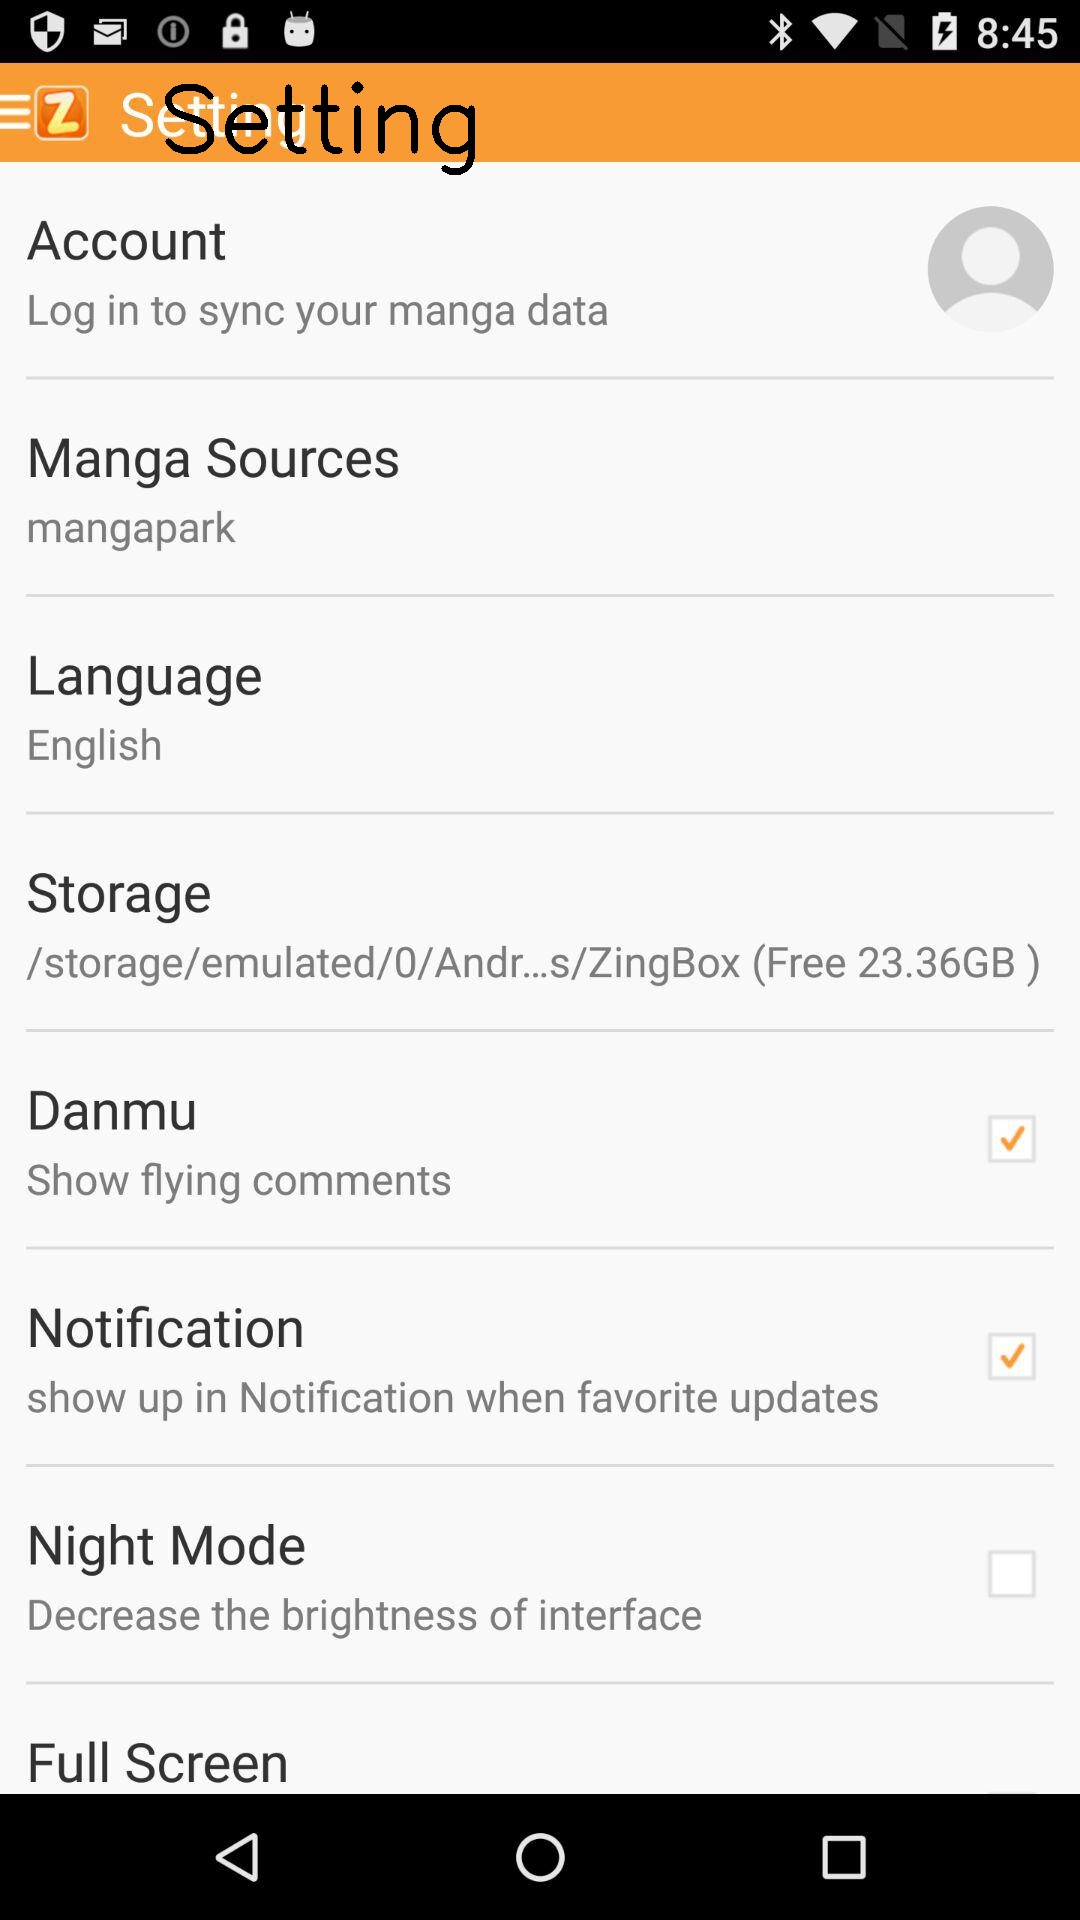 8:45
Setting
Setting
Account
Log in to sync your manga data
Manga Sources
mangapark
Language
English
Storage
/storage/emulated/0/Andr...s/ZingBox (Free 23.36GB )
Danmu
Show flying comments
Notification
show up in Notification when favorite updates
Night Mode
Decrease the brightness of interface
Full Screen